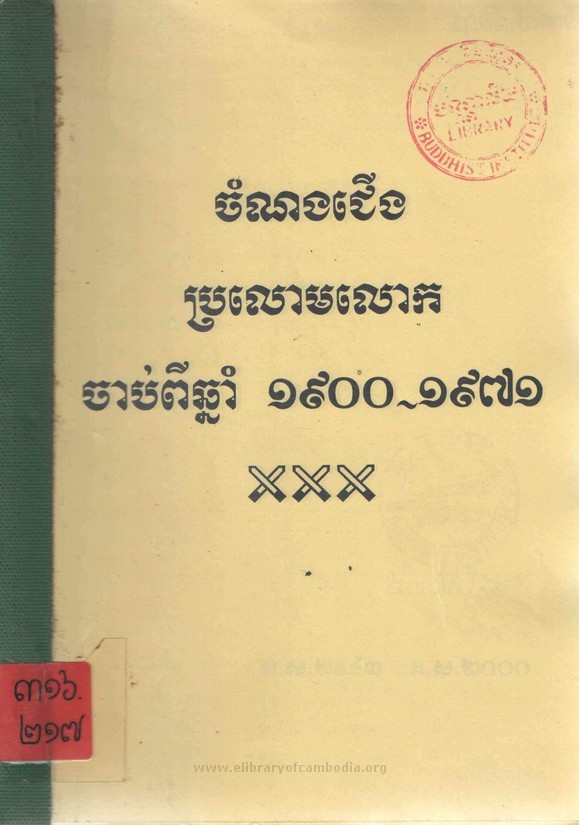 LIBRARY
BUDDHIST INSTITUTE
ចំណងជើង
ប្រលោមលោក
ចាប់ពីឆ្នាំ ១៩០០~១៩៧១
៣១៦.
២១៧
www.elibraryofcambodia.org